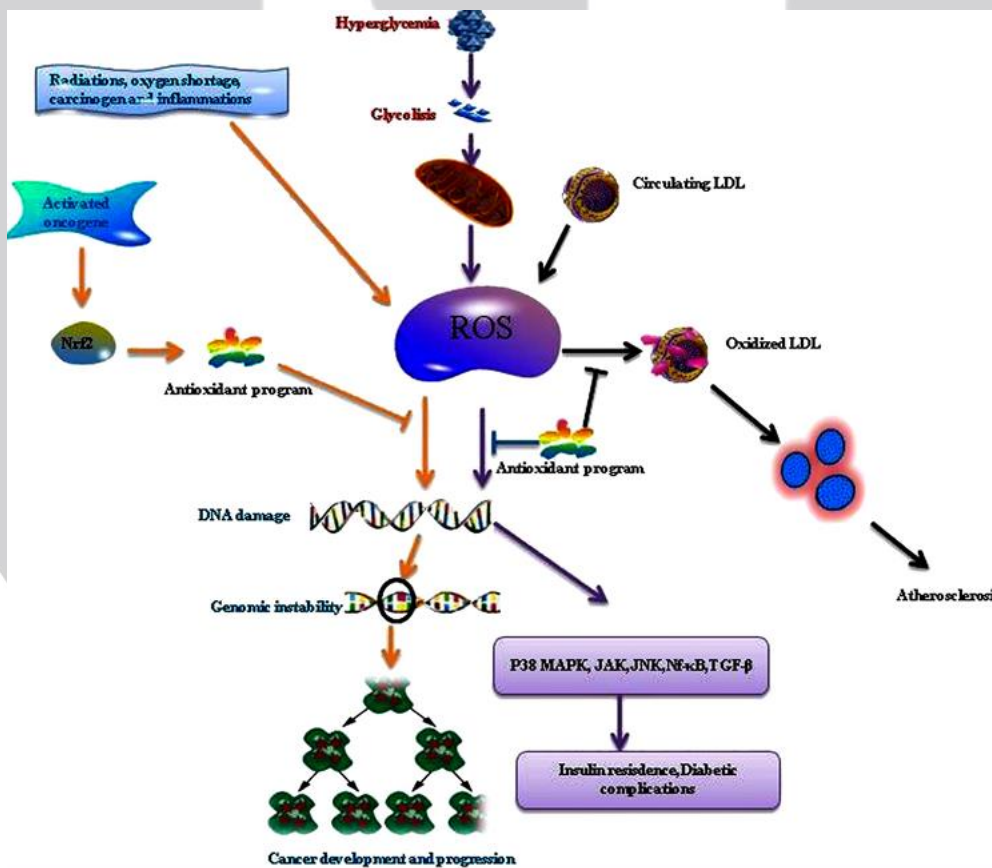 Hyperglycemia
Radiations, oxygen shortage,
carcinogen and inflammations
Glycolisis
Circulating LDL
Activated
oncogene
ROS
Nrf2
Oxidized LDL
Antioxidant program
Antioxidant program
DNA damage
Atherosclerosi
Genomic instability
P38 MAPK, JAK,JNK,Nf-κB,TGF-β
Insulin resisdence,Diabetic
complications
Cancer development and progression